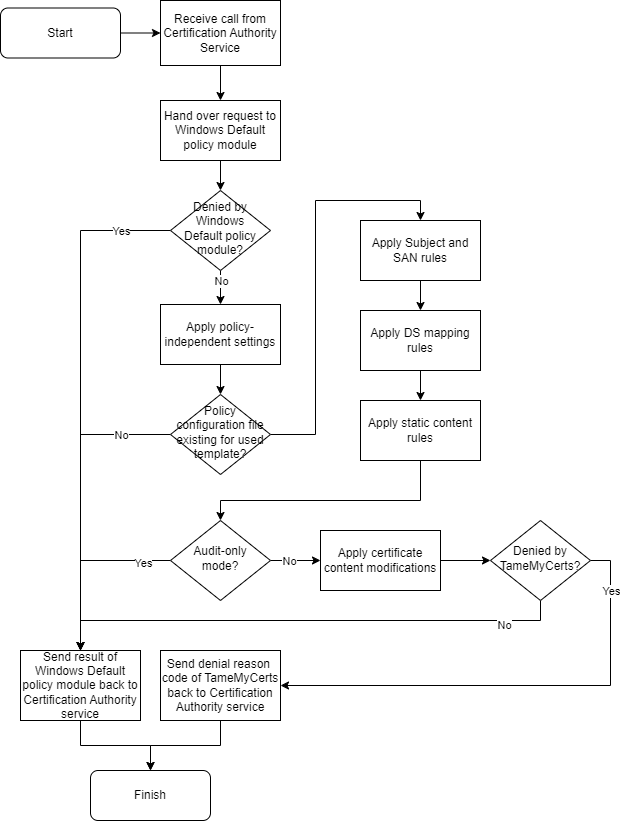 Start
Receive call from
Certification Authority
Service
Hand over request to
Windows Default
policy module
Denied by
Windows
Default policy
module?
Yes
No
Apply Subject and
SAN rules
Apply policy-
independent settings
Apply DS mapping
rules
Policy
configuration file
existing for used
template?
No
Apply static content
rules
Audit-only
mode?
Yes
No
Apply certificate
content modifications
Denied by
TameMyCerts?
Yes
No
Send result of
Windows Default
policy module back to
Certification Authority
service
Send denial reason
code of TameMyCerts
back to Certification
Authority service
Finish